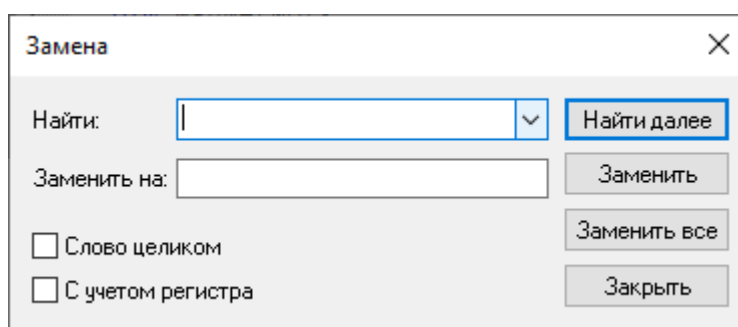 Замена
Найти:
Найти далее
Заменить на:
Заменить
Слово целиком
Заменить все
С учетом регистра
Закрыть